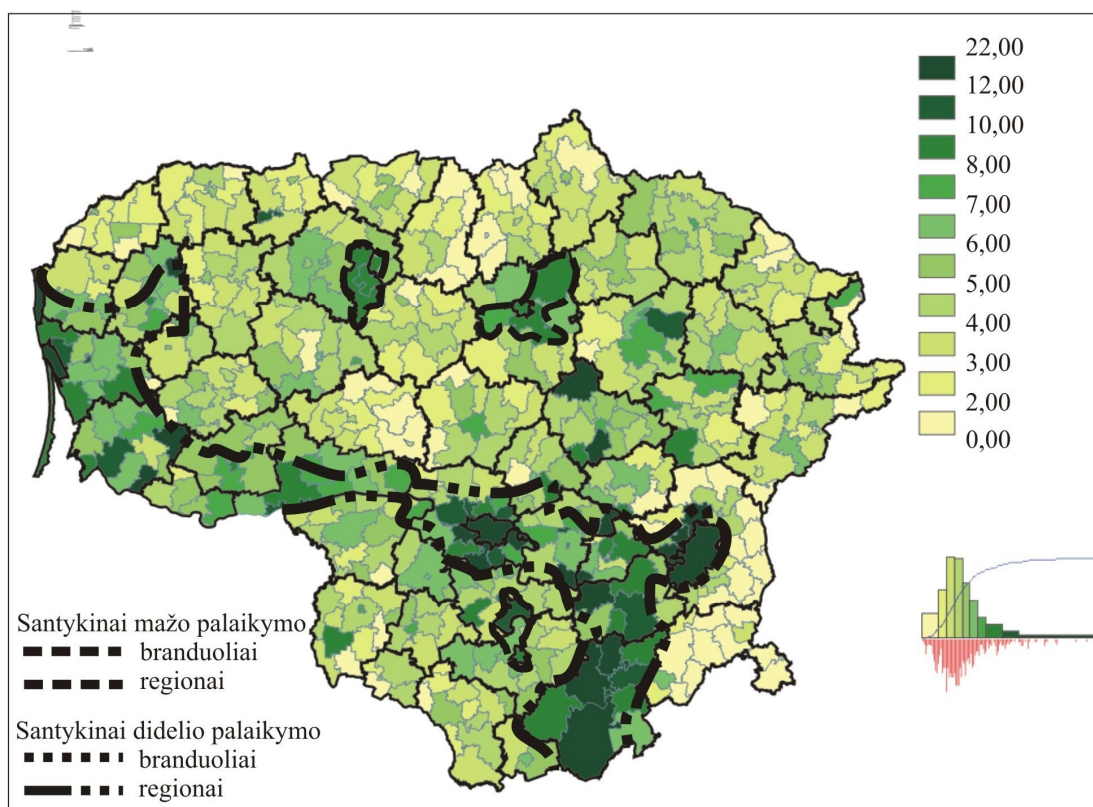 22,00
12,00
10,00
8,00
7,00
6,00
5,00
4,00
3,00
2,00
0,00
Santykinai mažo palaikymo
branduoliai
regionai
Santykinai didelio palaikymo
branduoliai
regionai